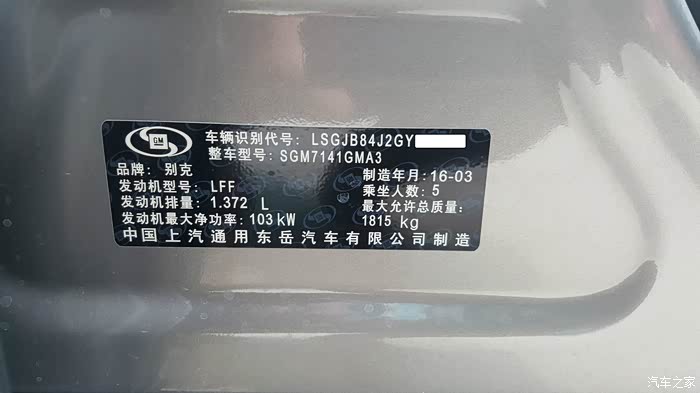 GM
车辆识别代号: LSGJB84J2GY
整车型号: SGM7141GMA3
品牌: 别克 制造年月: 16-03
发动机型号: LFF 乘坐人数: 5
发动机排量: 1.372 L 最大允许总质量:
发动机最大净功率: 103 kW 1815 kg
中国上汽通用东岳汽车有限公司制造
汽车之家